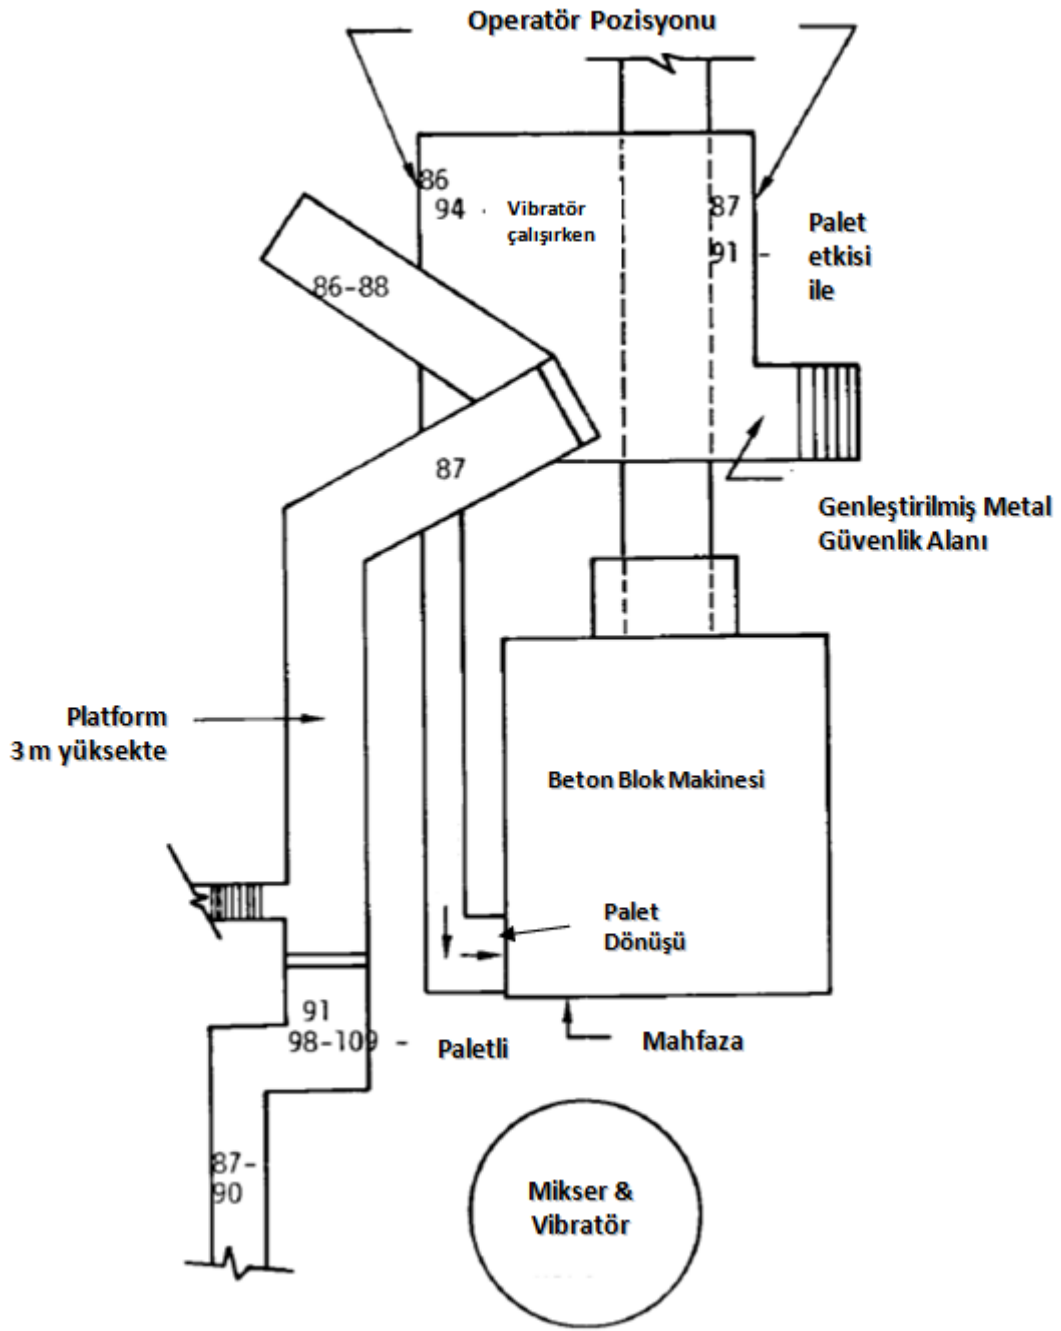 Operatör Pozisyonu
86
94 - Vibratör
çalışırken
87
91 -
Palet
etkisi
ile
86-88
87
Genleştirilmiş Metal
Güvenlik Alanı
Platform
3 m yüksekte
Beton Blok Makinesi
Palet
Dönüşü
91
98-109 - Paletli
Mahfaza
87-
90
Mikser &
Vibratör